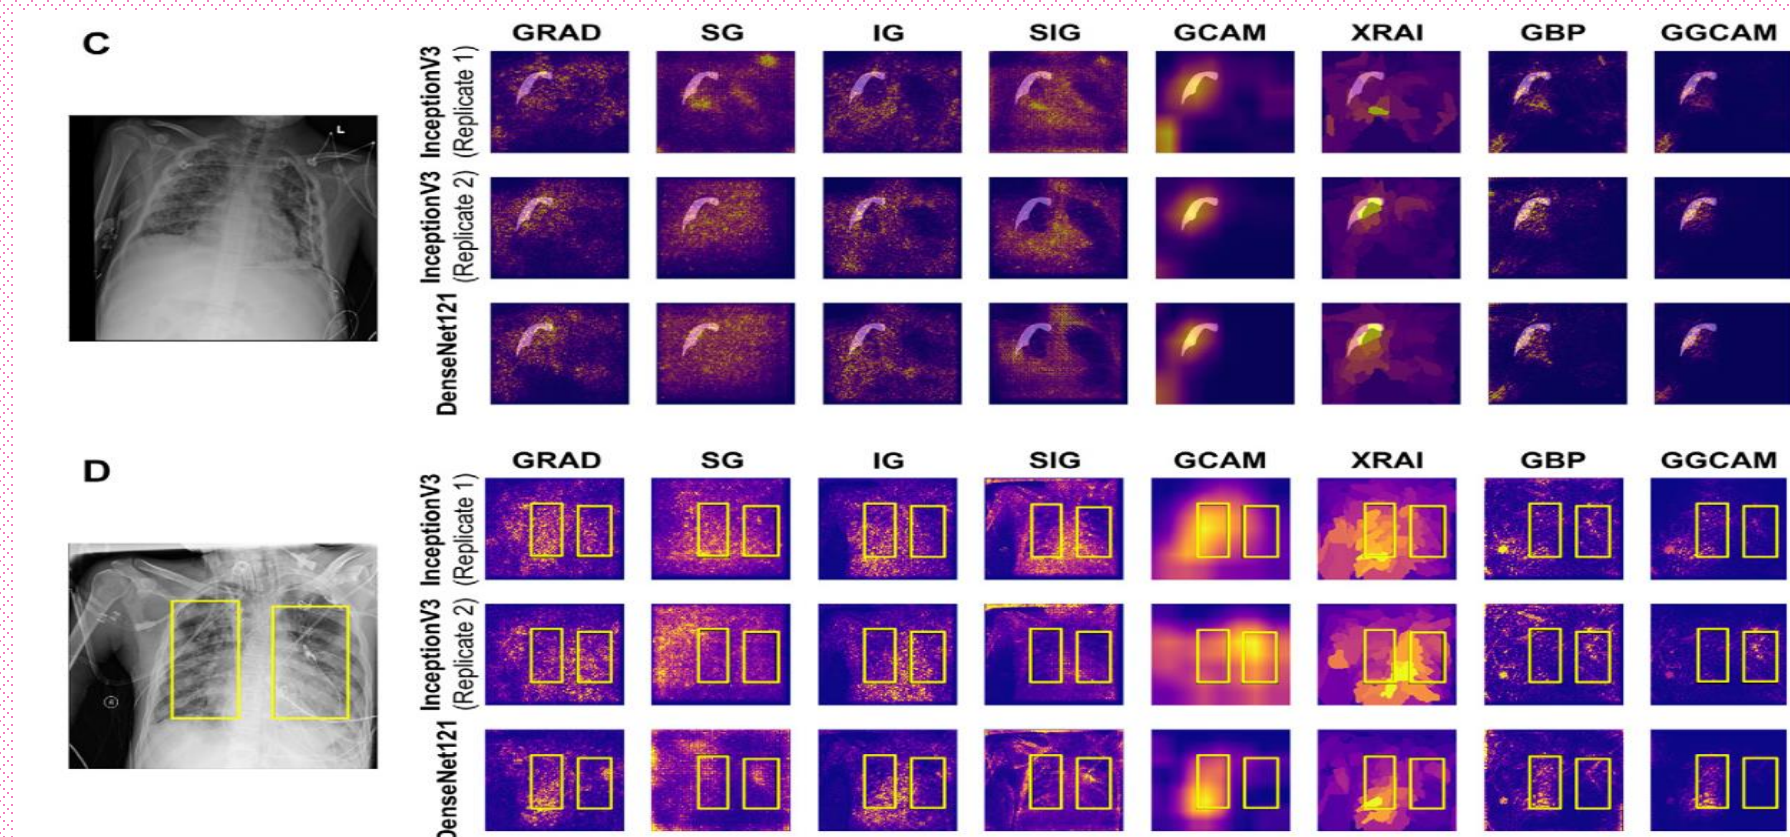 C
GRAD SG IG SIG GCAM XRAI GBP GGCAM
InceptionV3
(Replicate 1)
InceptionV3
(Replicate 2)
DenseNet121
L
D
GRAD SG IG SIG GCAM XRAI GBP GGCAM
InceptionV3
(Replicate 1)
InceptionV3
(Replicate 2)
DenseNet121